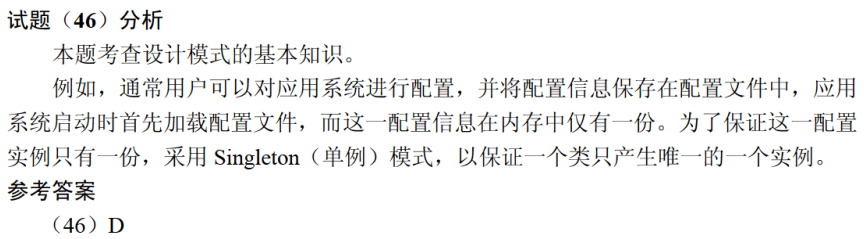 试题（46）分析
本题考查设计模式的基本知识。
例如，通常用户可以对应用系统进行配置，并将配置信息保存在配置文件中，应用
系统启动时首先加载配置文件，而这一配置信息在内存中仅有一份。为了保证这一配置
实例只有一份，采用 Singleton（单例）模式，以保证一个类只产生唯一的一个实例。
参考答案
（46）D